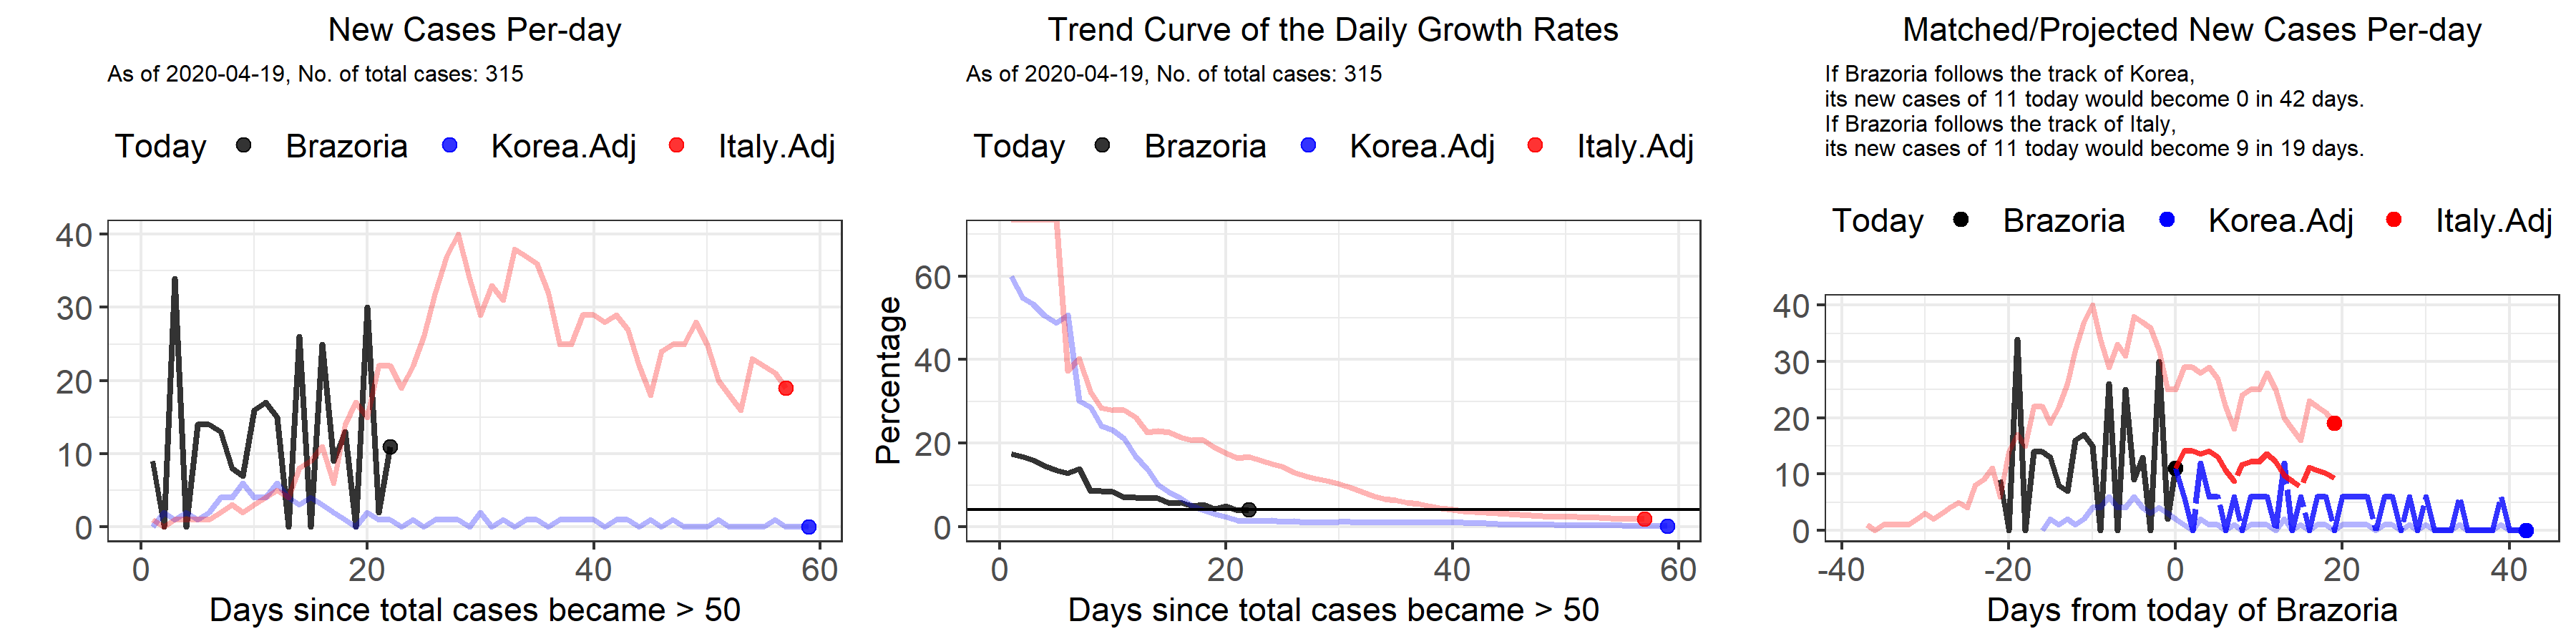 New Cases Per-day
As of 2020-04-19, No. of total cases: 315
Today Brazoria Korea.Adj Italy.Adj
40
30
20
10
0
0 20 40 60
Days since total cases became > 50
Trend Curve of the Daily Growth Rates
As of 2020-04-19, No. of total cases: 315
Today Brazoria Korea.Adj Italy.Adj
Percentage
60
40
20
0
0 20 40 60
Days since total cases became > 50
Matched/Projected New Cases Per-day
If Brazoria follows the track of Korea,
its new cases of 11 today would become 0 in 42 days.
If Brazoria follows the track of Italy,
its new cases of 11 today would become 9 in 19 days.
Today Brazoria Korea.Adj Italy.Adj
40
30
20
10
0
-40 -20 0 20 40
Days from today of Brazoria